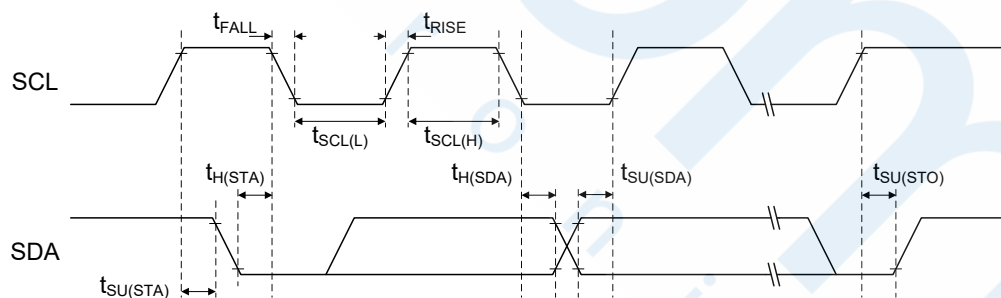 tFALL
tRISE
SCL
tSCL(L)
tSCL(H)
tH(STA)
tH(SDA)
tSU(SDA)
tSU(STO)
SDA
tSU(STA)